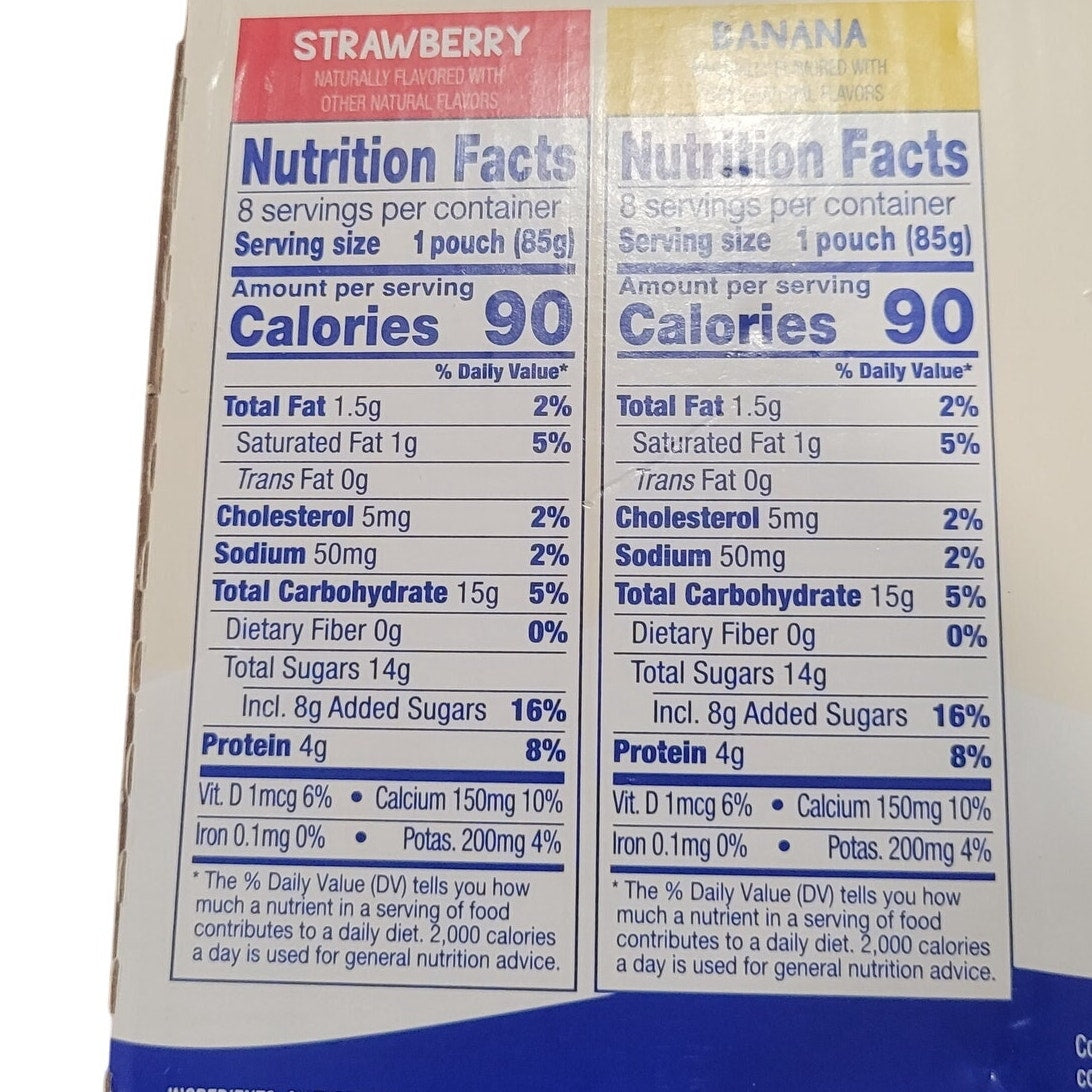 STRAWBERRY
NATURALLY FLAVORED WITH
OTHER NATURAL FLAVORS
Nutrition Facts
8 servings per container
Serving size 1 pouch (85g)
Amount per serving
Calories 90
% Daily Value*
Total Fat 1.5g 2%
Saturated Fat 1g 5%
Trans Fat 0g
Cholesterol 5mg 2%
Sodium 50mg 2%
Total Carbohydrate 15g 5%
Dietary Fiber 0g 0%
Total Sugars 14g
Incl. 8g Added Sugars 16%
Protein 4g 8%
Vit. D 1mcg 6% • Calcium 150mg 10%
Iron 0.1mg 0% • Potas. 200mg 4%
* The % Daily Value (DV) tells you how
much a nutrient in a serving of food
contributes to a daily diet. 2,000 calories
a day is used for general nutrition advice.
BANANA
WITH
FLAVORS
Nutrition Facts
8 servings per container
Serving size 1 pouch (85g)
Amount per serving
Calories 90
% Daily Value*
Total Fat 1.5g 2%
Saturated Fat 1g 5%
Trans Fat 0g
Cholesterol 5mg 2%
Sodium 50mg 2%
Total Carbohydrate 15g 5%
Dietary Fiber 0g 0%
Total Sugars 14g
Incl. 8g Added Sugars 16%
Protein 4g 8%
Vit. D 1mcg 6% • Calcium 150mg 10%
Iron 0.1mg 0% • Potas. 200mg 4%
* The % Daily Value (DV) tells you how
much a nutrient in a serving of food
contributes to a daily diet. 2,000 calories
a day is used for general nutrition advice.